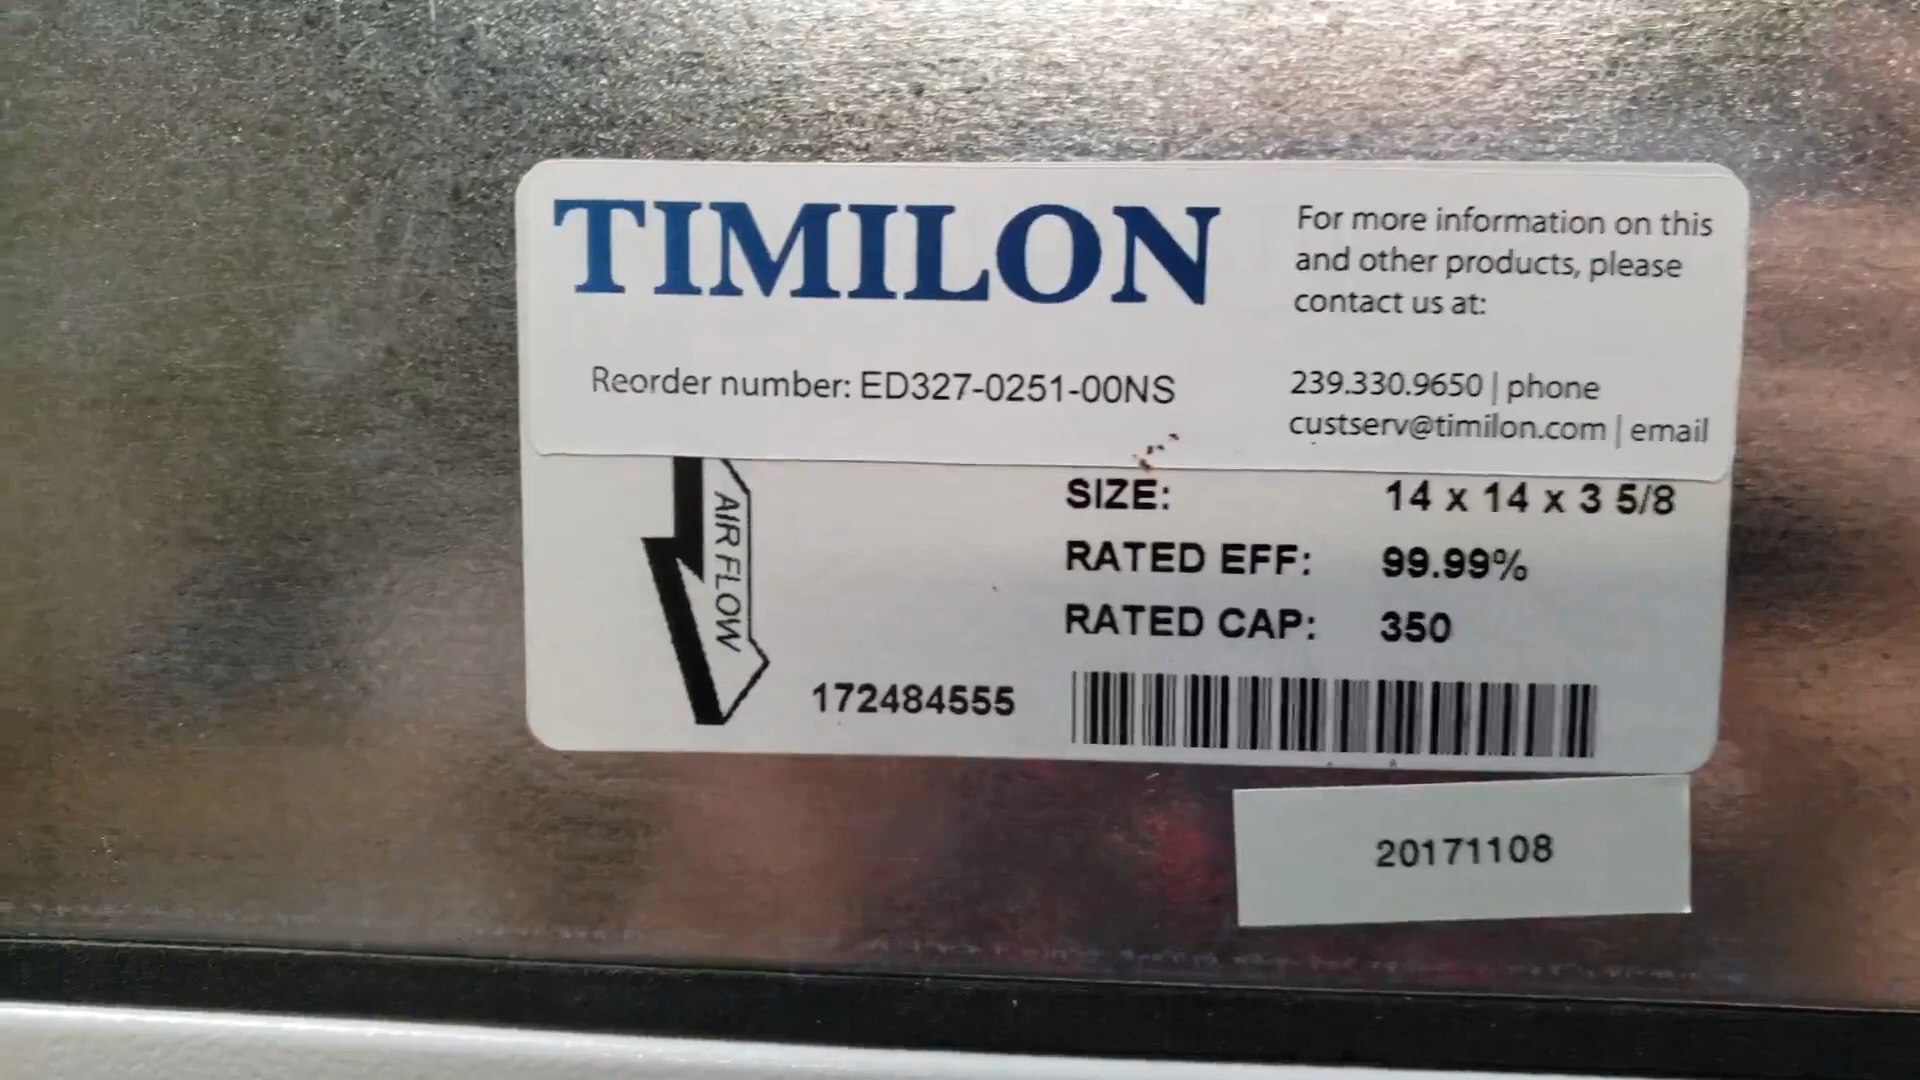 TIMILON
For more information on this
and other products, please
contact us at:
Reorder number: ED327-0251-00NS
239.330.9650 | phone
custserv@timilon.com | email
AIR FLOW
SIZE: 14 x 14 x 3 5/8
RATED EFF: 99.99%
RATED CAP: 350
172484555
20171108